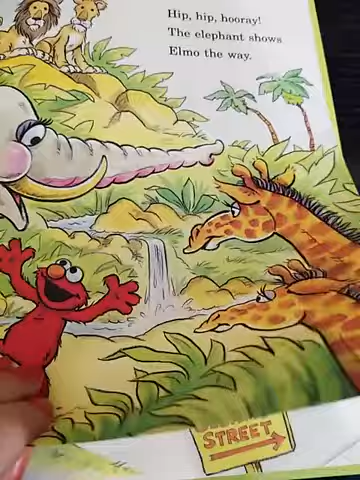 Hip, hip, hooray!
The elephant shows
Elmo the way.
STREET